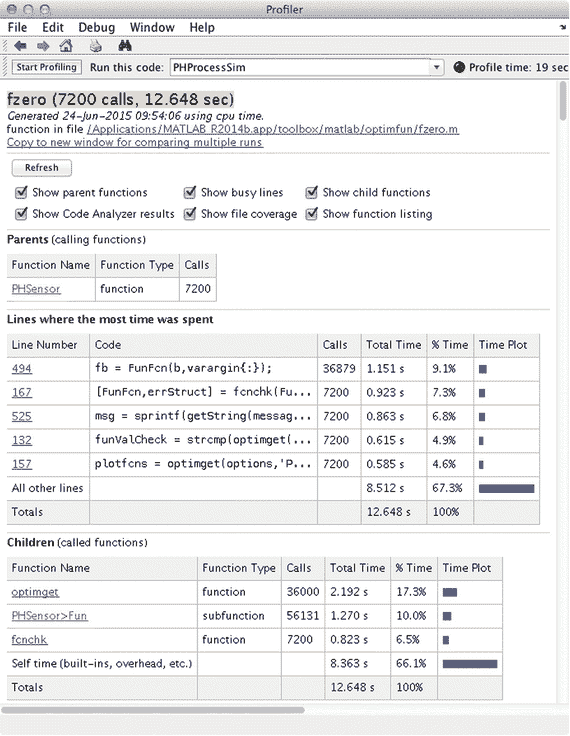 Profiler
File Edit Debug Window Help
Start Profiling Run this code: PHProcessSim Profile time: 19 sec
fzero (7200 calls, 12.648 sec)
Generated 24-Jun-2015 09:54:06 using cpu time.
function in file /Applications/MATLAB_R2014b.app/toolbox/matlab/optimfun/fzero.m
Copy to new window for comparing multiple runs
Refresh
Show parent functions Show busy lines Show child functions
Show Code Analyzer results Show file coverage Show function listing
Parents (calling functions)
Function Name Function Type Calls
PHSensor function 7200
Lines where the most time was spent
Line Number Code Calls Total Time % Time Time Plot
494 fb = FunFcn(b,varargin{:}); 36879 1.151 s 9.1%
167 [FunFcn,errStruct] = fcnchk(Fu... 7200 0.923 s 7.3%
525 msg = sprintf(getString(messag... 7200 0.863 s 6.8%
132 funValCheck = strcmp(optimget(... 7200 0.615 s 4.9%
157 plotfcns = optimget(options,'P... 7200 0.585 s 4.6%
All other lines 8.512 s 67.3%
Totals 12.648 s 100%
Children (called functions)
Function Name Function Type Calls Total Time % Time Time Plot
optimget function 36000 2.192 s 17.3%
PHSensor>Fun subfunction 56131 1.270 s 10.0%
fcnchk function 7200 0.823 s 6.5%
Self time (built-ins, overhead, etc.) 8.363 s 66.1%
Totals 12.648 s 100%